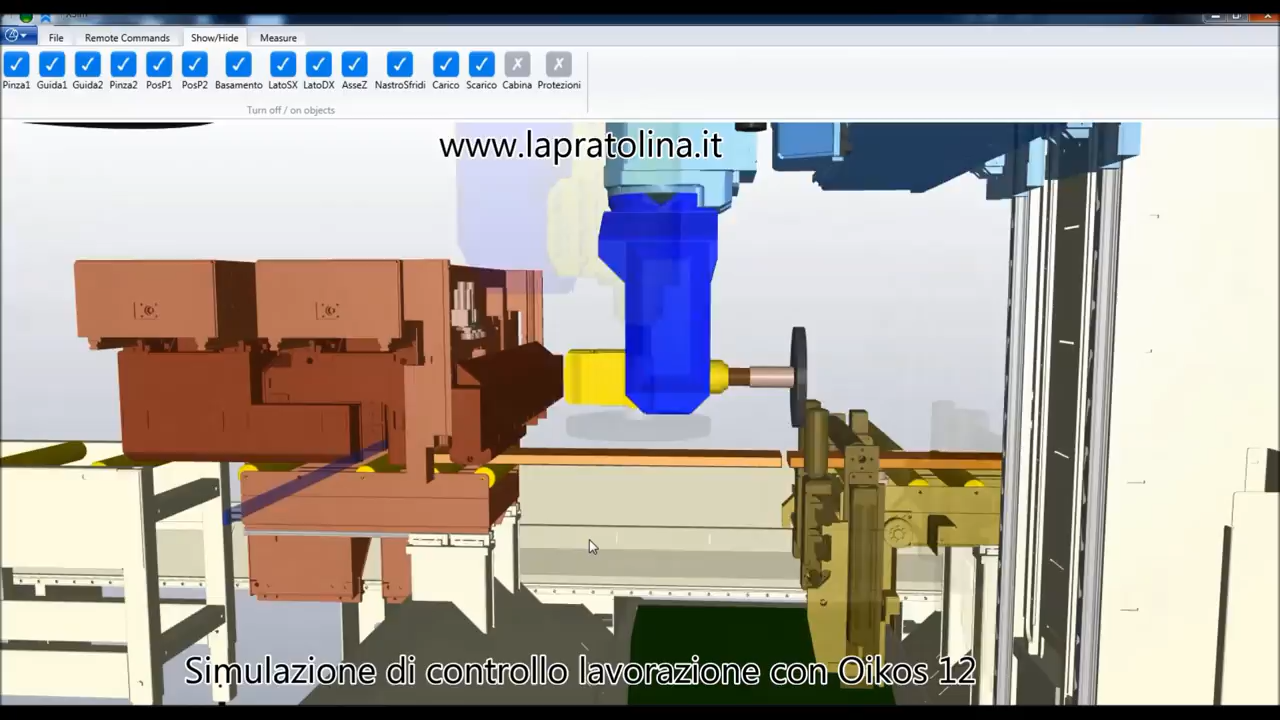 File Remote Commands Show/Hide Measure
Pinza1 Guida1 Guida2 Pinza2 PosP1 PosP2 Basamento LatoSX LatoDX AsseZ NastroSfridi Carico Scarico Cabina Protezioni
Turn off / on objects
www.lapratolina.it
Simulazione di controllo lavorazione con Oikos 12